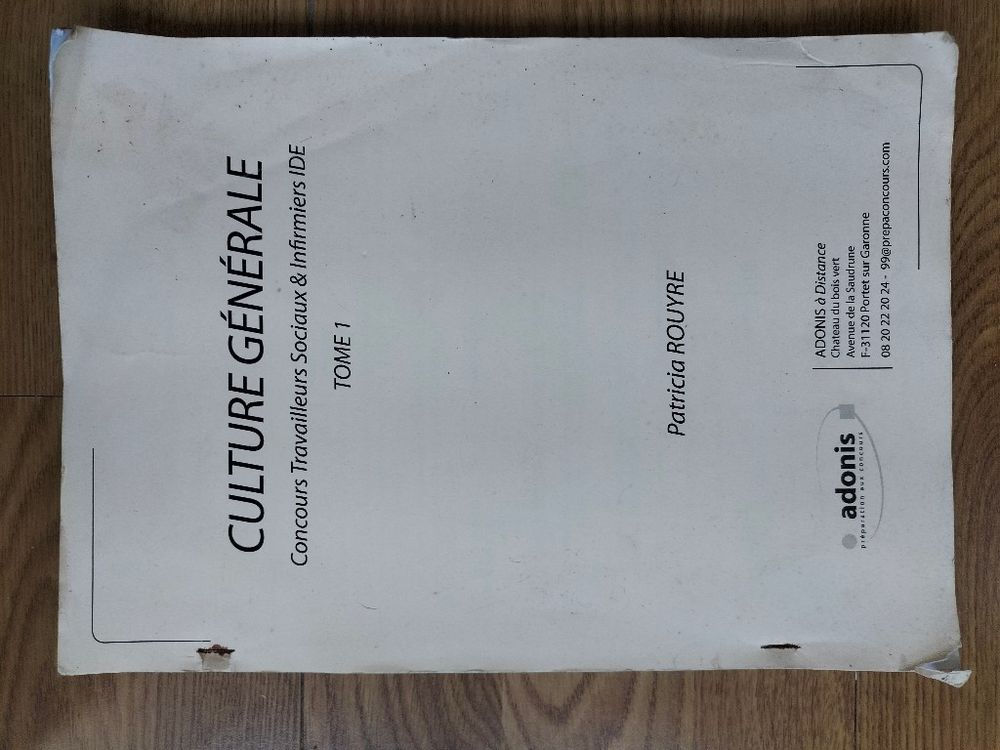 CULTURE GÉNÉRALE
Concours Travailleurs Sociaux & Infirmiers IDE
TOME 1
Patricia ROUYRE
adonis
préparation aux concours
ADONIS à Distance
Chateau du bois vert
Avenue de la Saudrune
F-31120 Portet sur Garonne
08 20 22 20 24 - 99@prepaconcours.com